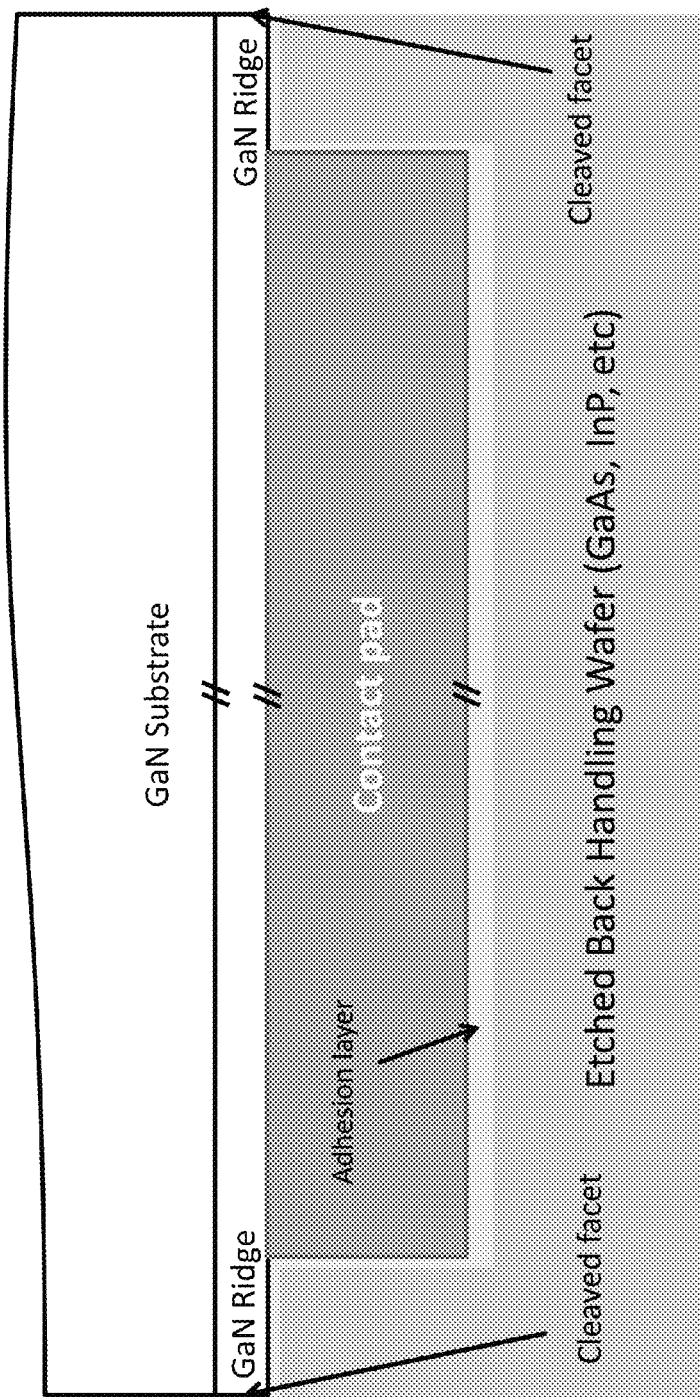 GaN Substrate
GaN Ridge
GaN Ridge
Contact pad
Adhesion layer
Cleaved facet
Etched Back Handling Wafer (GaAs, InP, etc)
Cleaved facet